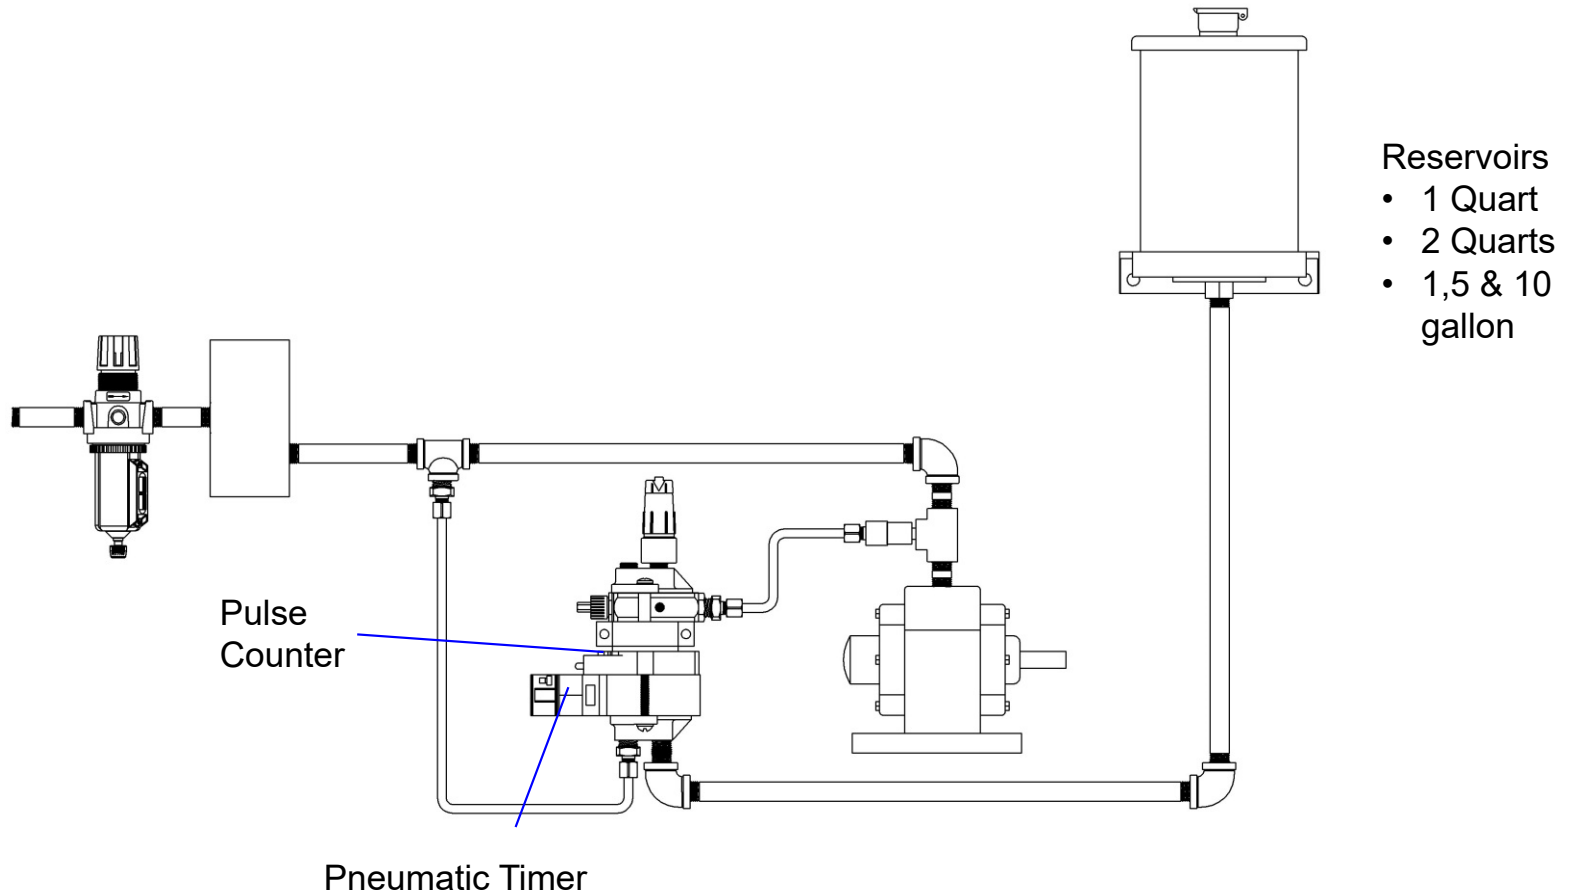 Reservoirs
• 1 Quart
• 2 Quarts
• 1,5 & 10
gallon
Pulse
Counter
Pneumatic Timer